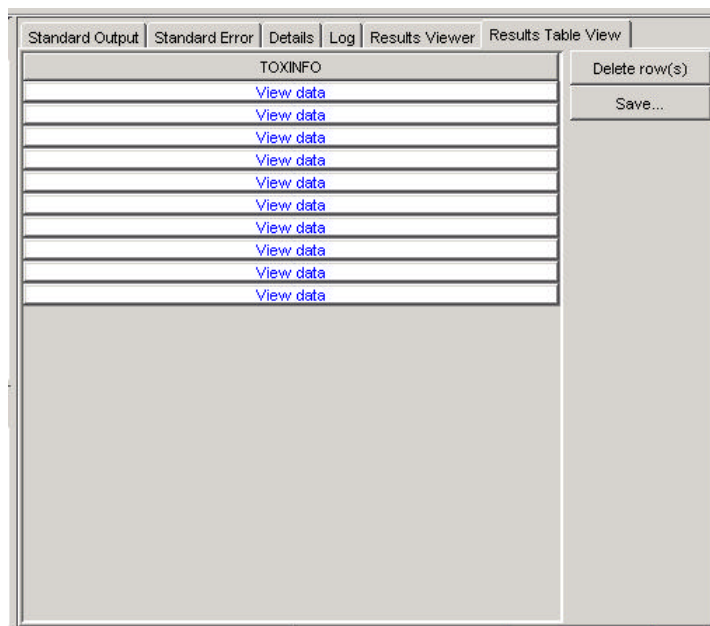 Standard Output Standard Error Details Log Results Viewer Results Table View
TOXINFO
Delete row(s)
View data
Save...
View data
View data
View data
View data
View data
View data
View data
View data
View data